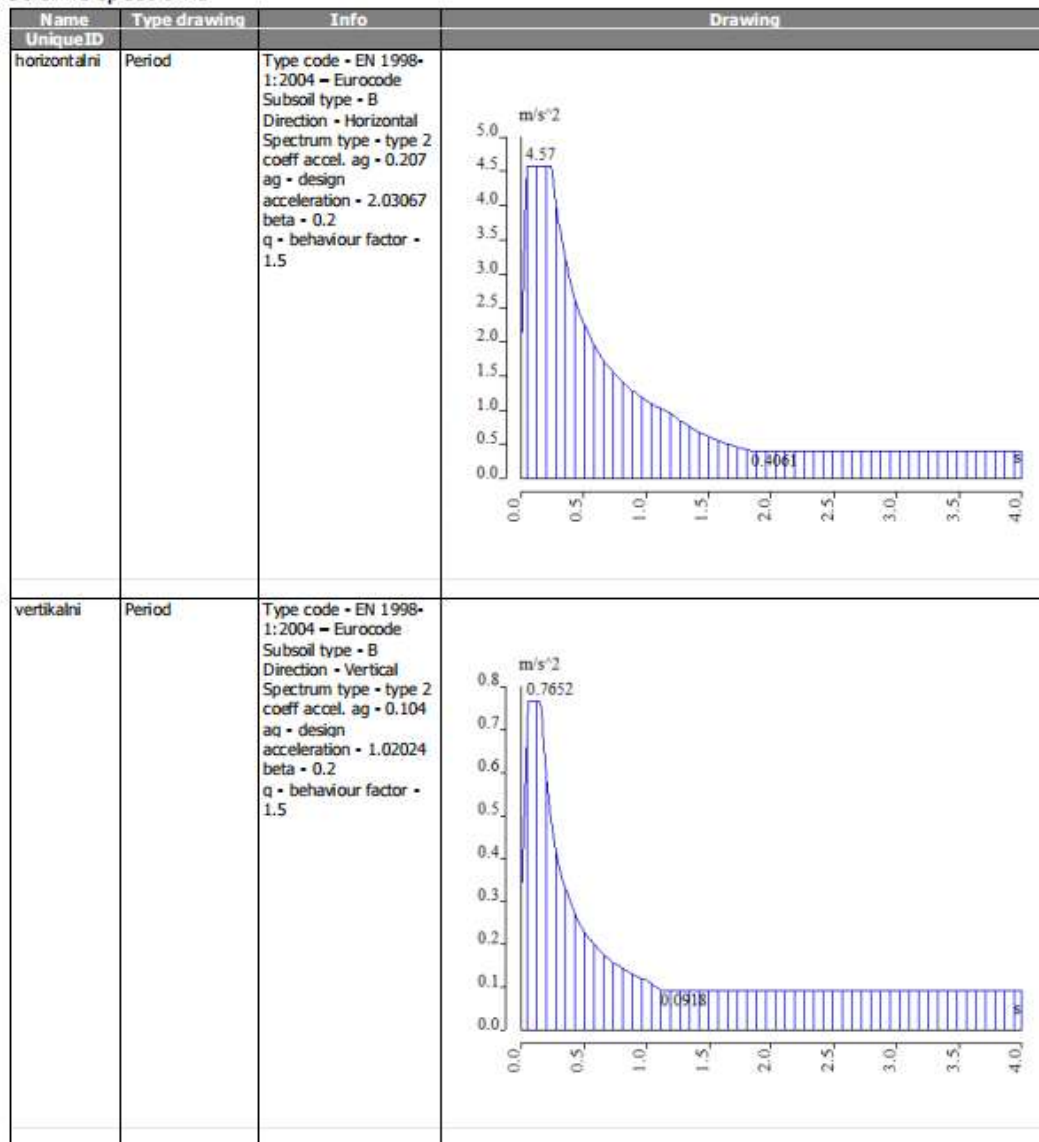 Name Type drawing Info Drawing
UniqueID
horizontalni Period Type code - EN 1998-
1:2004 – Eurocode
Subsoil type - B
Direction - Horizontal
Spectrum type - type 2
coeff accel. ag - 0.207
ag - design
acceleration - 2.03067
beta - 0.2
q - behaviour factor -
1.5
m/s^2
5.0
4.57
4.5
4.0
3.5
3.0
2.5
2.0
1.5
1.0
0.5
0.4061
s
0.0
0.0 0.5 1.0 1.5 2.0 2.5 3.0 3.5 4.0
vertikalni Period Type code - EN 1998-
1:2004 – Eurocode
Subsoil type - B
Direction - Vertical
Spectrum type - type 2
coeff accel. ag - 0.104
ag - design
acceleration - 1.02024
beta - 0.2
q - behaviour factor -
1.5
m/s^2
0.8
0.7652
0.7
0.6
0.5
0.4
0.3
0.2
0.1
0.0918
s
0.0
0.0 0.5 1.0 1.5 2.0 2.5 3.0 3.5 4.0